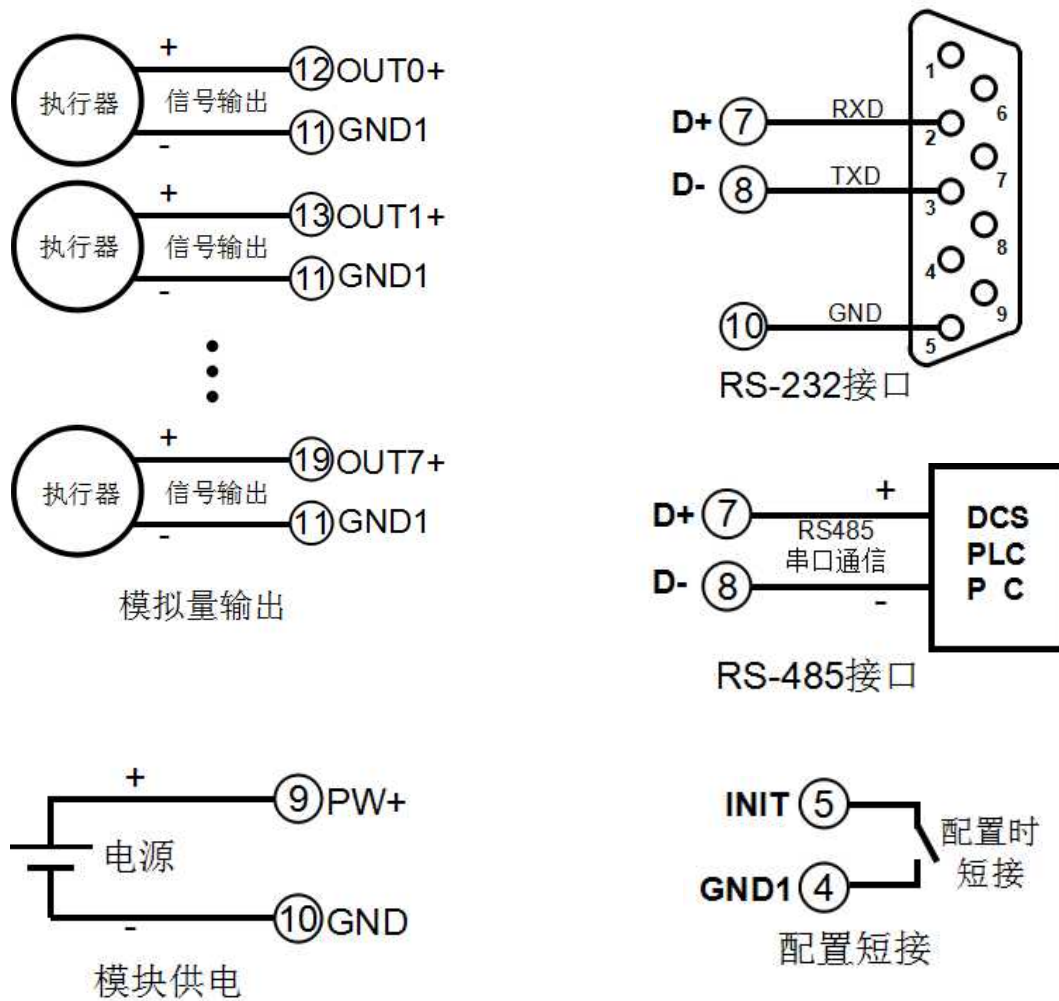 +
执行器
信号输出
12
OUT0+
-
11
GND1
+
执行器
信号输出
13
OUT1+
-
11
GND1
+
执行器
信号输出
19
OUT7+
-
11
GND1
模拟量输出
+
9
PW+
电源
-
10
GND
模块供电
D+
7
RXD
D-
8
TXD
10
GND
1
2
3
4
5
6
7
8
9
RS-232接口
D+
7
+
RS485
串口通信
D-
8
-
DCS
PLC
P C
RS-485接口
INIT
5
GND1
4
配置时
短接
配置短接